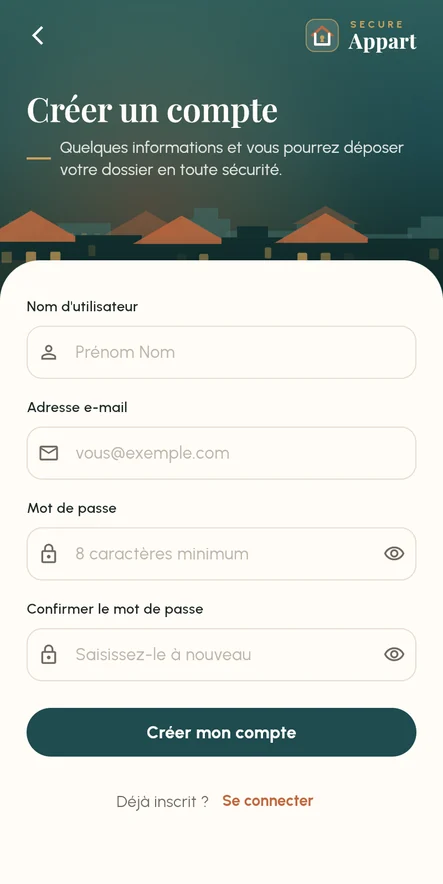 SECURE
Appart
Créer un compte
Quelques informations et vous pourrez déposer
votre dossier en toute sécurité.
Nom d'utilisateur
Prénom Nom
Adresse e-mail
vous@exemple.com
Mot de passe
8 caractères minimum
Confirmer le mot de passe
Saisissez-le à nouveau
Créer mon compte
Déjà inscrit ? Se connecter